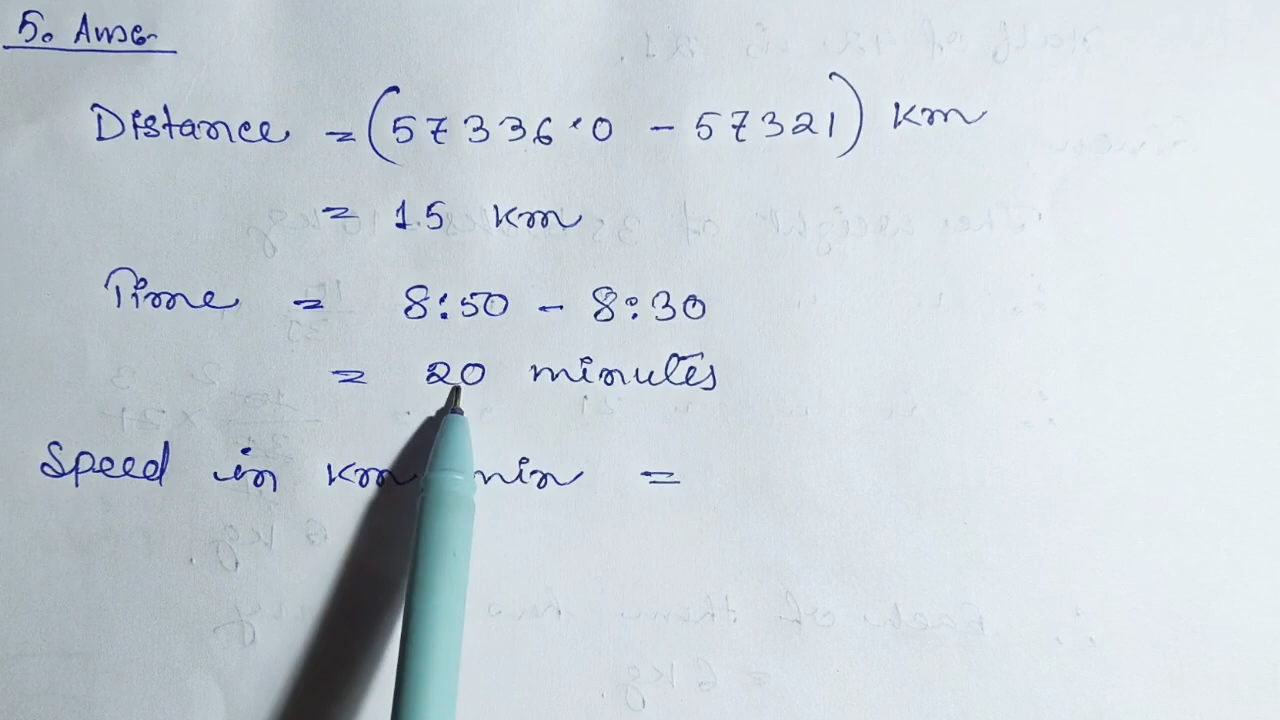 5. Ans.
Distance = (57336.0 - 57321) km
= 15 km
Time = 8:50 - 8:30
= 20 minutes
Speed in km min =